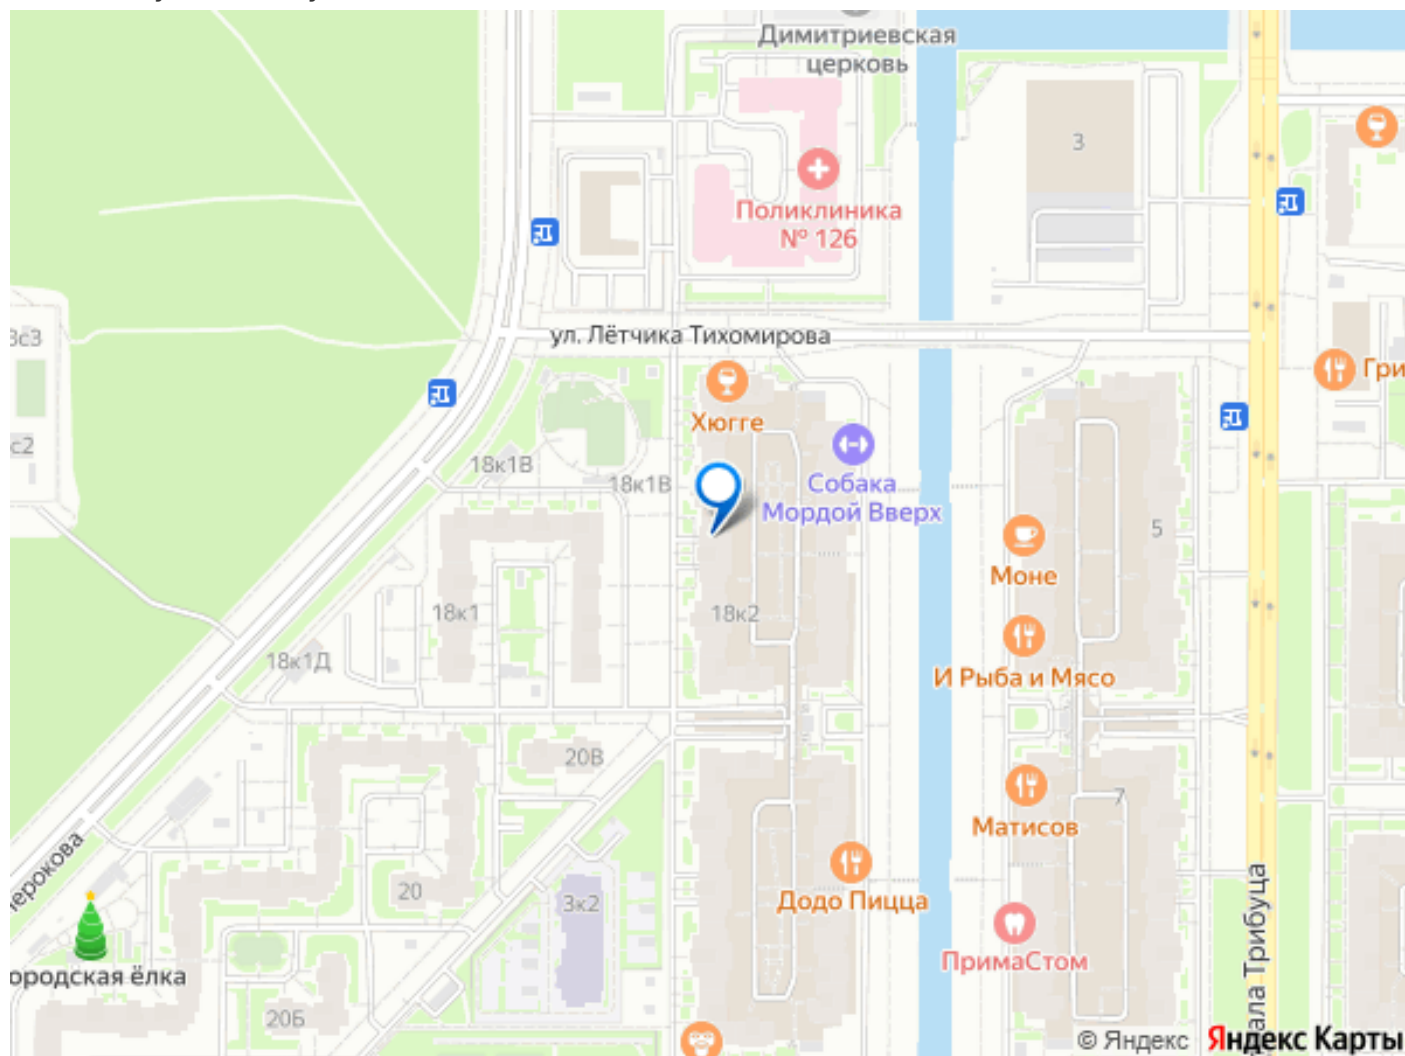 Димитриевская
церковь
3
Поликлиника
№ 126
3с3
ул. Лётчика Тихомирова
Гри
Хюгге
с2
18к1В
18к1В
Собака
Мордой Вверх
5
Моне
18к1
18к2
18к1Д
И Рыба и Мясо
20В
7
Матисов
ерокова
20
3к2
Додо Пицца
ала Трибуца
ПримаСтом
ородская ёлка
20Б
© Яндекс Яндекс Карты